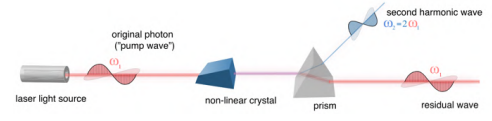 original photon
("pump wave")
second harmonic wave
ω₂=2ω₁
ω₁
ω₁
laser light source
non-linear crystal
prism
residual wave